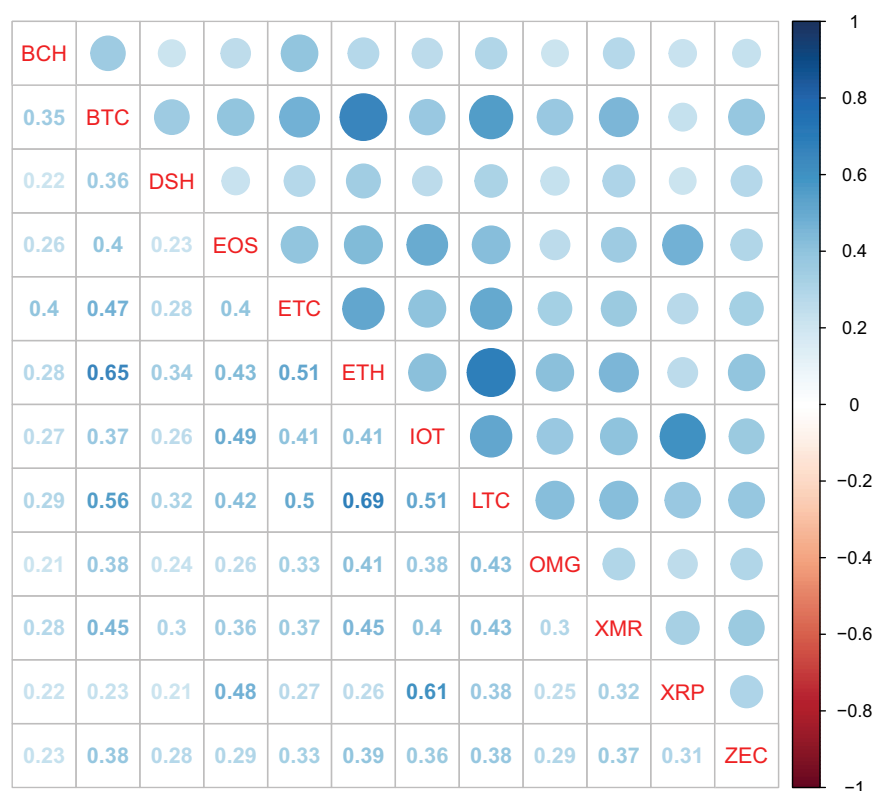 BCH
0.35 BTC
0.22 0.36 DSH
0.26 0.4 0.23 EOS
0.4 0.47 0.28 0.4 ETC
0.28 0.65 0.34 0.43 0.51 ETH
0.27 0.37 0.26 0.49 0.41 0.41 IOT
0.29 0.56 0.32 0.42 0.5 0.69 0.51 LTC
0.21 0.38 0.24 0.26 0.33 0.41 0.38 0.43 OMG
0.28 0.45 0.3 0.36 0.37 0.45 0.4 0.43 0.3 XMR
0.22 0.23 0.21 0.48 0.27 0.26 0.61 0.38 0.25 0.32 XRP
0.23 0.38 0.28 0.29 0.33 0.39 0.36 0.38 0.29 0.37 0.31 ZEC
1
0.8
0.6
0.4
0.2
0
−0.2
−0.4
−0.6
−0.8
−1